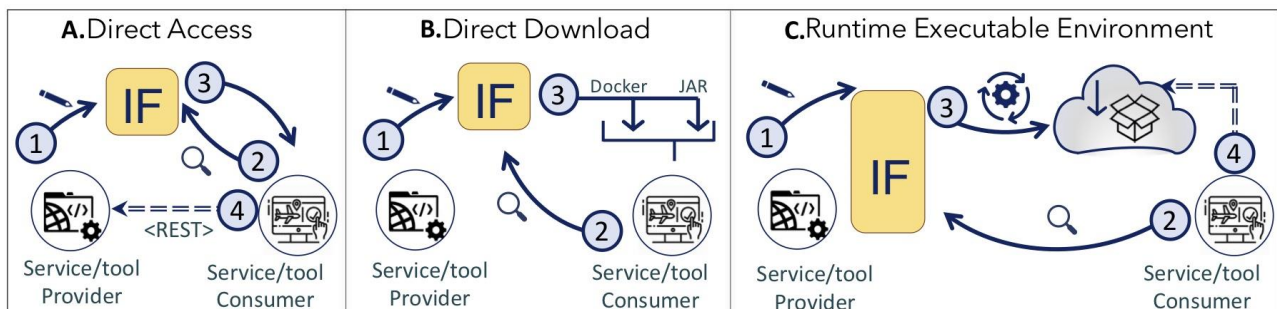 A. Direct Access
IF
1
2
3
4
<REST>
</>
Service/tool
Provider
Service/tool
Consumer
B. Direct Download
IF
1
2
3
Docker
JAR
</>
Service/tool
Provider
Service/tool
Consumer
C. Runtime Executable Environment
IF
1
2
3
4
</>
Service/tool
Provider
Service/tool
Consumer